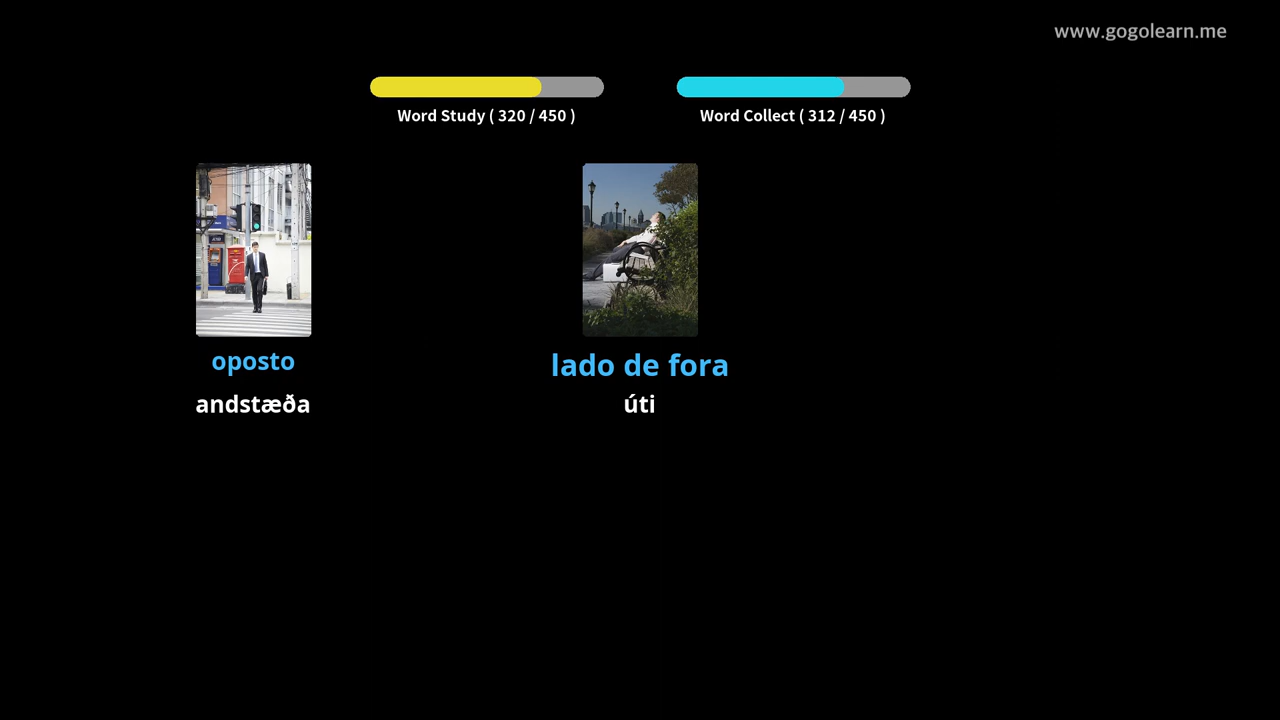 www.gogolearn.me
Word Study ( 320 / 450 )
Word Collect ( 312 / 450 )
oposto
andstæða
lado de fora
úti